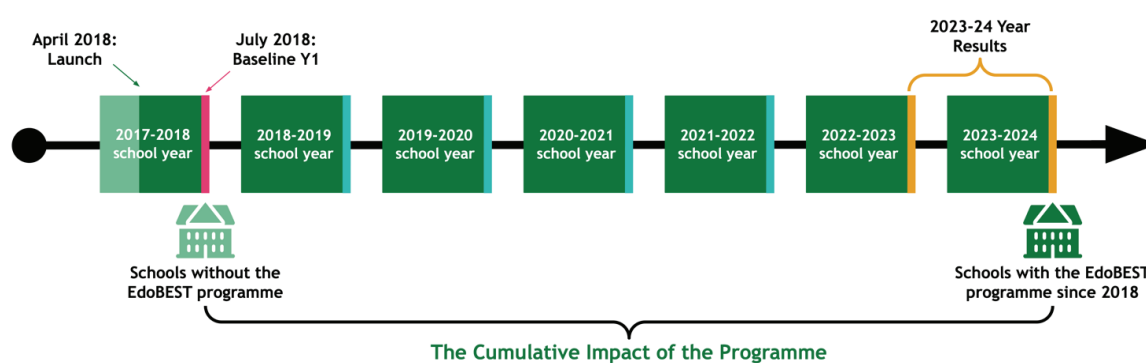 April 2018:
Launch
July 2018:
Baseline Y1
2023-24 Year
Results
2017-2018
school year
2018-2019
school year
2019-2020
school year
2020-2021
school year
2021-2022
school year
2022-2023
school year
2023-2024
school year
Schools without the
EdoBEST programme
Schools with the EdoBEST
programme since 2018
The Cumulative Impact of the Programme